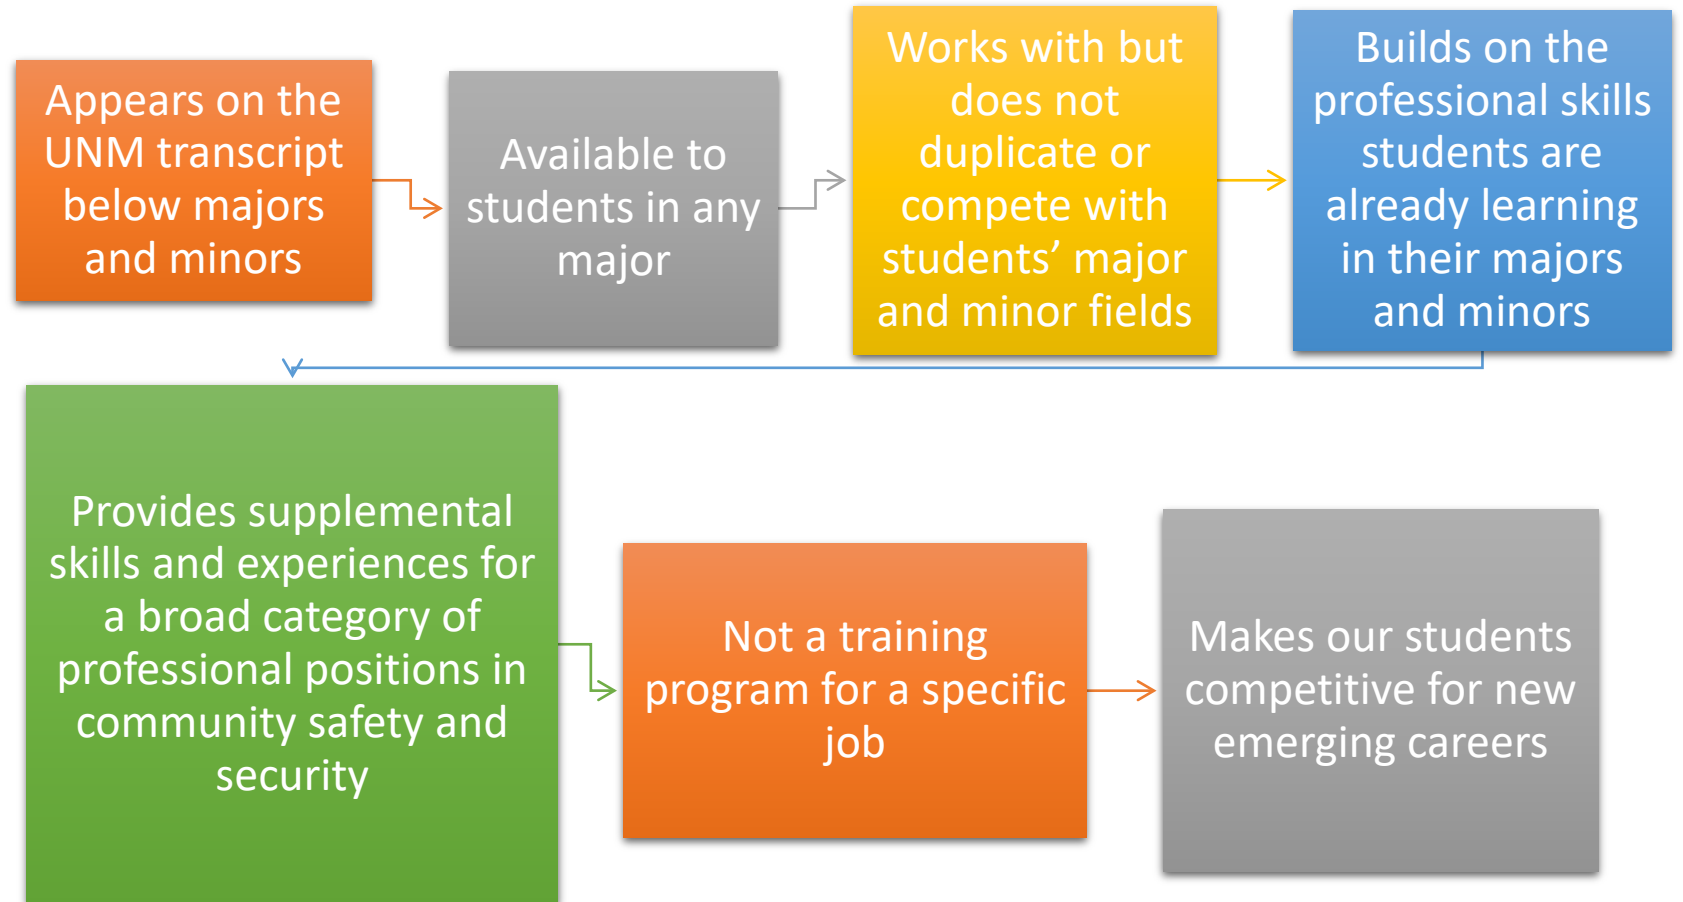 Appears on the
UNM transcript
below majors
and minors
Available to
students in any
major
Works with but
does not
duplicate or
compete with
students’ major
and minor fields
Builds on the
professional skills
students are
already learning
in their majors
and minors
Provides supplemental
skills and experiences for
a broad category of
professional positions in
community safety and
security
Not a training
program for a specific
job
Makes our students
competitive for new
emerging careers